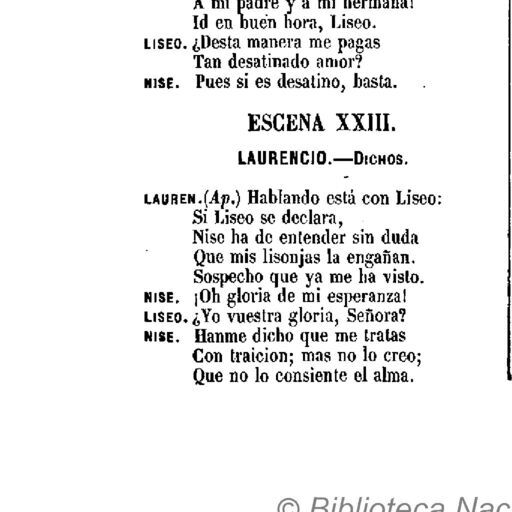 A mi padre y a mi hermana!
Id en buen hora, Liseo.
LISEO. ¿Desta manera me pagas
Tan desatinado amor?
NISE. Pues si es desatino, basta.
ESCENA XXIII.
LAURENCIO.—DICHOS.
LAUREN. (Ap.) Hablando está con Liseo:
Si Liseo se declara,
Nise ha de entender sin duda
Que mis lisonjas la engañan.
Sospecho que ya me ha visto.
NISE. ¡Oh gloria de mi esperanza!
LISEO. ¿Yo vuestra gloria, Señora?
NISE. Hanme dicho que me tratas
Con traicion; mas no lo creo;
Que no lo consiente el alma.
© Biblioteca Nac